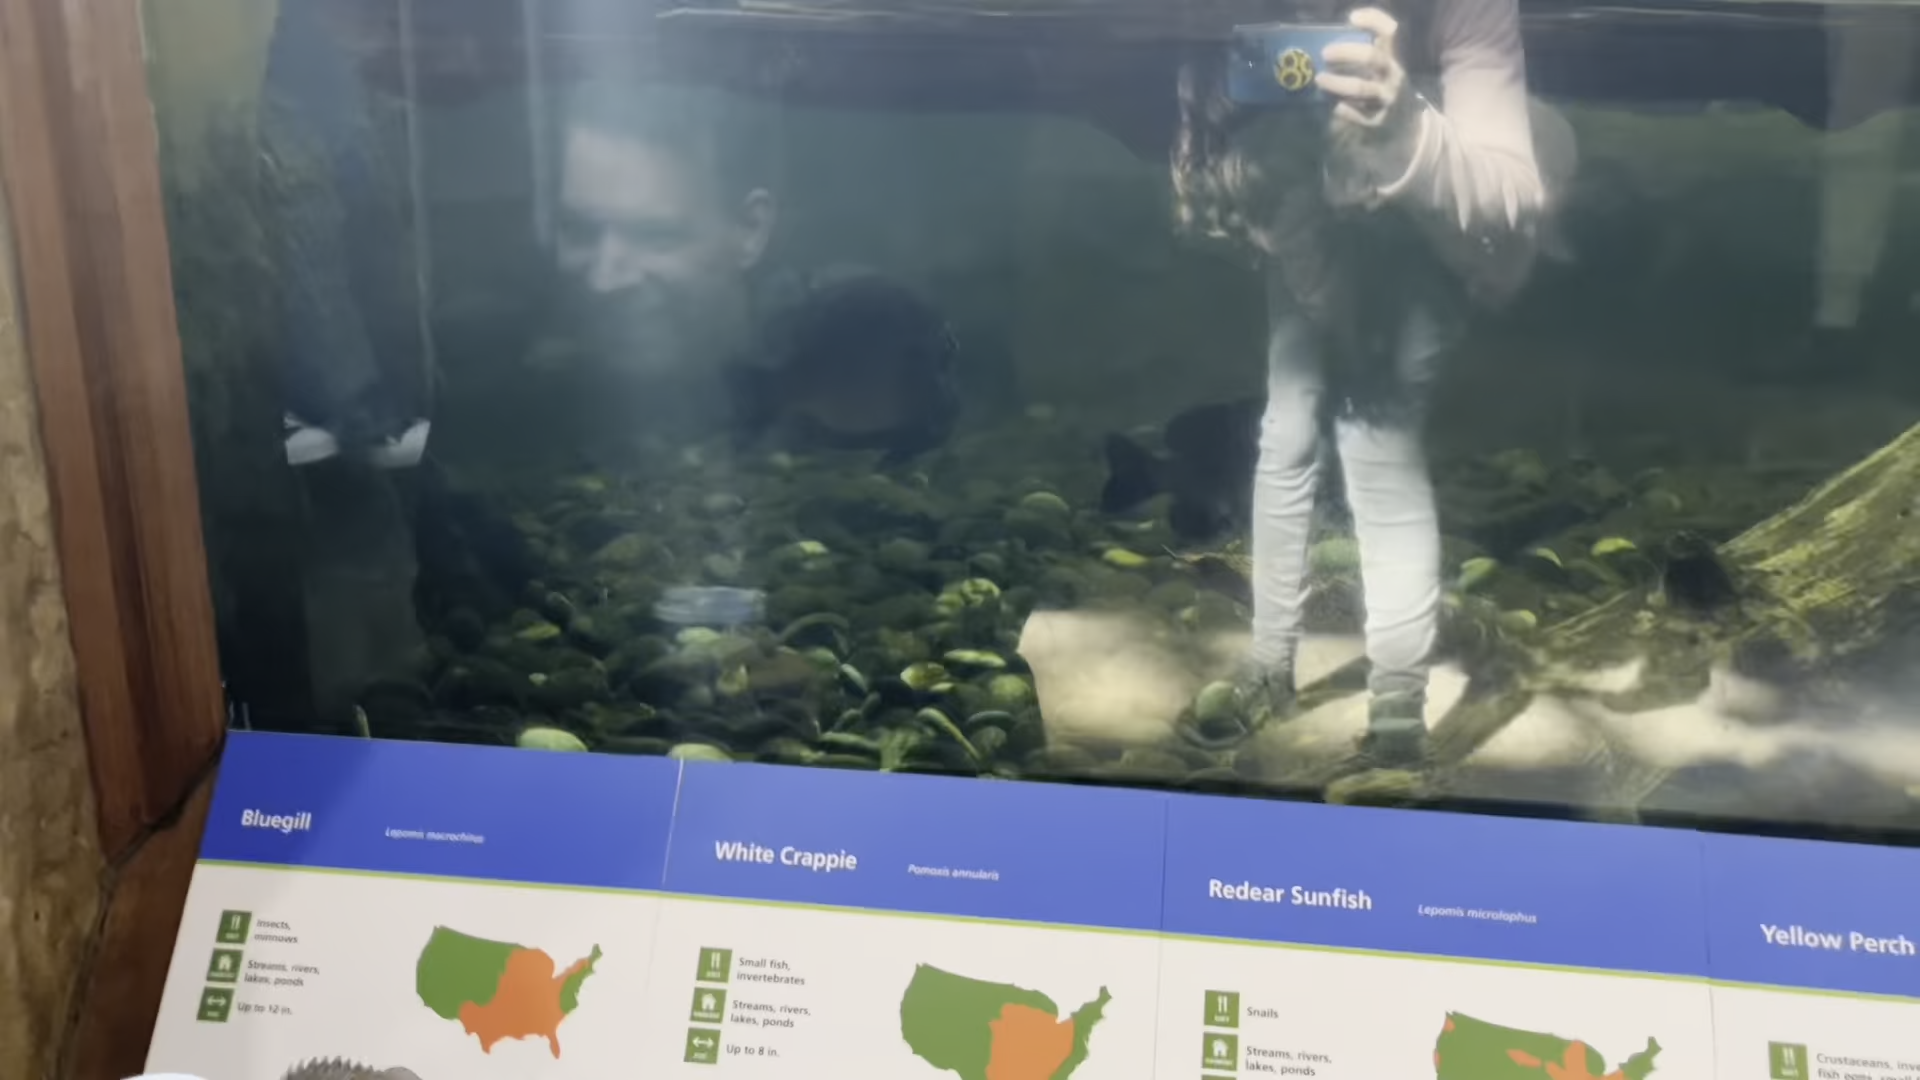 Bluegill
Lepomis macrochirus
Insects,
minnows
Streams, rivers,
lakes, ponds
Up to 12 in.
White Crappie
Pomoxis annularis
Small fish,
invertebrates
Streams, rivers,
lakes, ponds
Up to 8 in.
Redear Sunfish
Lepomis microlophus
Snails
Streams, rivers,
lakes, ponds
Yellow Perch
Crustaceans,